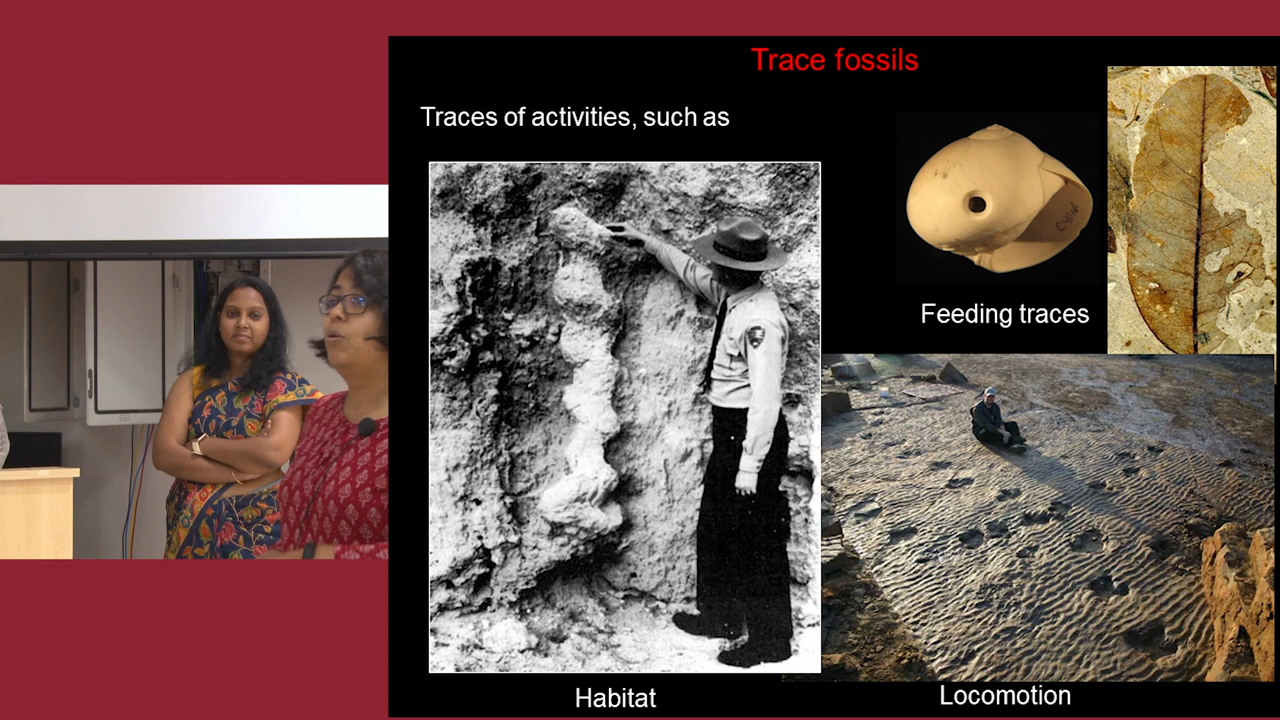 Trace fossils
Traces of activities, such as
Feeding traces
Habitat
Locomotion